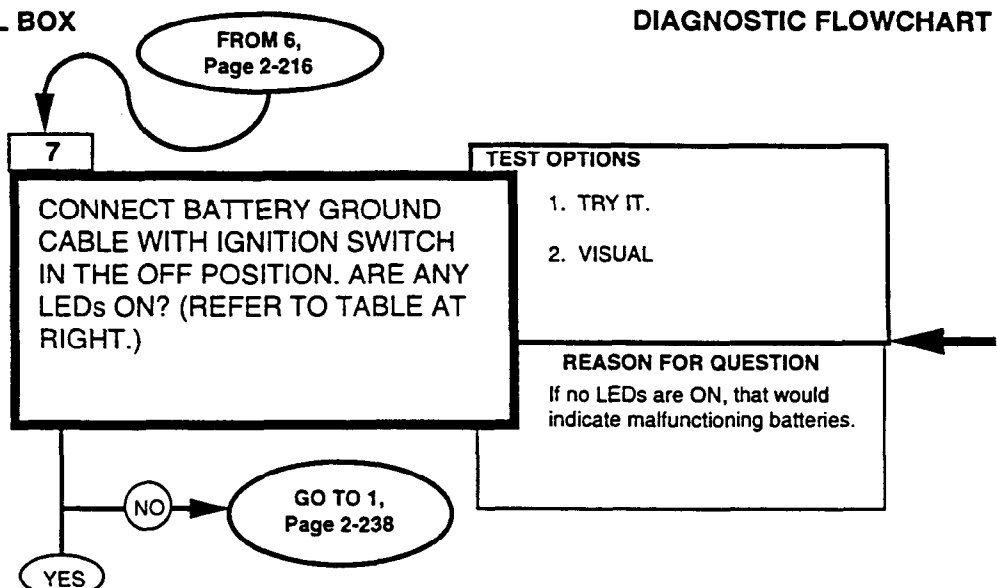 L BOX
DIAGNOSTIC FLOWCHART
FROM 6,
Page 2-216
7
CONNECT BATTERY GROUND
CABLE WITH IGNITION SWITCH
IN THE OFF POSITION. ARE ANY
LEDs ON? (REFER TO TABLE AT
RIGHT.)
TEST OPTIONS
1. TRY IT.
2. VISUAL
REASON FOR QUESTION
If no LEDs are ON, that would
indicate malfunctioning batteries.
NO
GO TO 1,
Page 2-238
YES